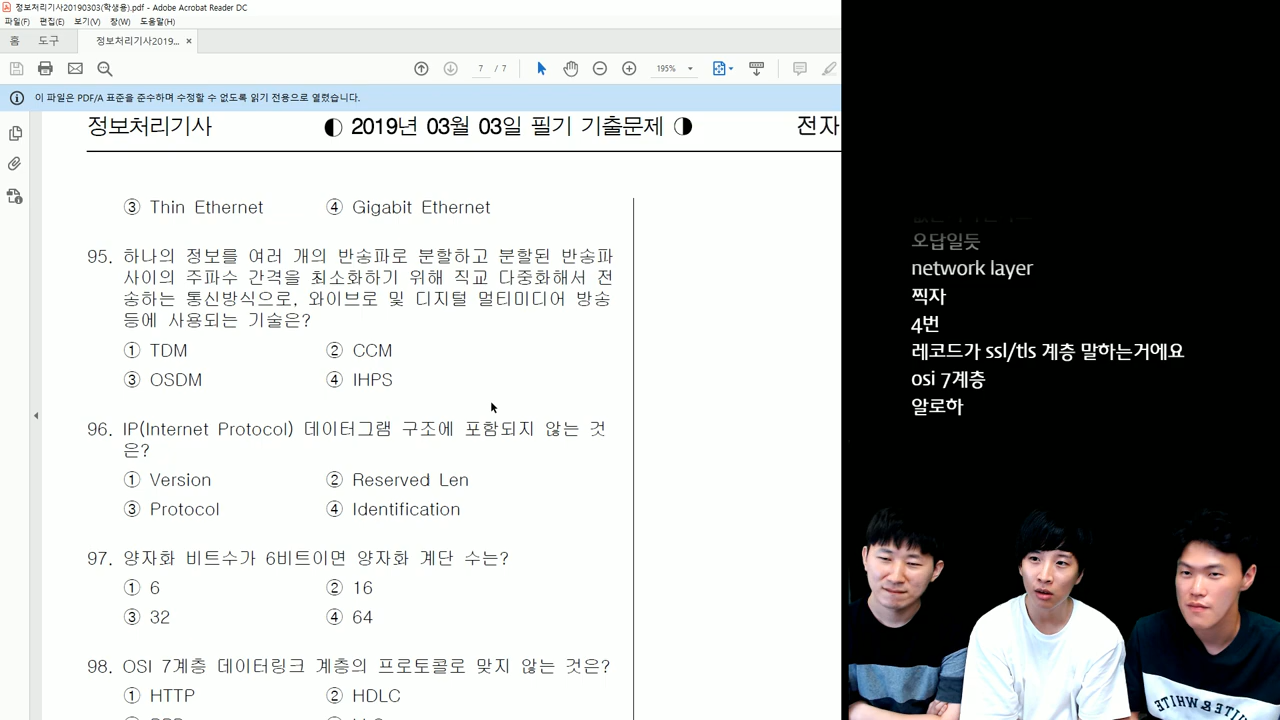 정보처리기사20190303(학생용).pdf - Adobe Acrobat Reader DC
파일(F) 편집(E) 보기(V) 창(W) 도움말(H)
홈 도구 정보처리기사2019... ×
7 / 7 195%
이 파일은 PDF/A 표준을 준수하며 수정할 수 없도록 읽기 전용으로 열렸습니다.
정보처리기사 ◐ 2019년 03월 03일 필기 기출문제 ◑ 전자
③ Thin Ethernet ④ Gigabit Ethernet
95. 하나의 정보를 여러 개의 반송파로 분할하고 분할된 반송파
사이의 주파수 간격을 최소화하기 위해 직교 다중화해서 전
송하는 통신방식으로, 와이브로 및 디지털 멀티미디어 방송
등에 사용되는 기술은?
① TDM ② CCM
③ OSDM ④ IHPS
96. IP(Internet Protocol) 데이터그램 구조에 포함되지 않는 것
은?
① Version ② Reserved Len
③ Protocol ④ Identification
97. 양자화 비트수가 6비트이면 양자화 계단 수는?
① 6 ② 16
③ 32 ④ 64
98. OSI 7계층 데이터링크 계층의 프로토콜로 맞지 않는 것은?
① HTTP ② HDLC
오답일듯
network layer
찍자
4번
레코드가 ssl/tls 계층 말하는거에요
osi 7계층
알로하